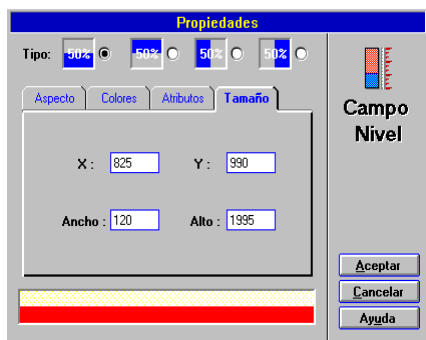 Propiedades
Tipo: 50% 50% 50% 50%
Aspecto Colores Atributos Tamaño
Campo
Nivel
X : 825 Y : 990
Ancho : 120 Alto : 1995
Aceptar
Cancelar
Ayuda